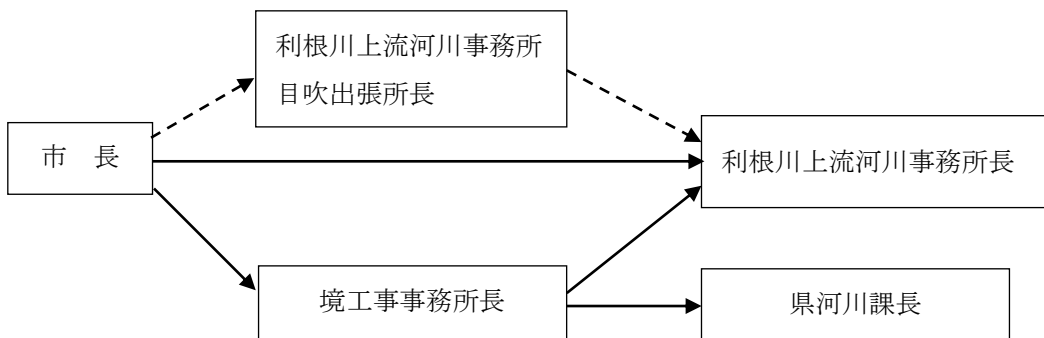 利根川上流河川事務所
目吹出張所長
市　長
利根川上流河川事務所長
境工事事務所長
県河川課長